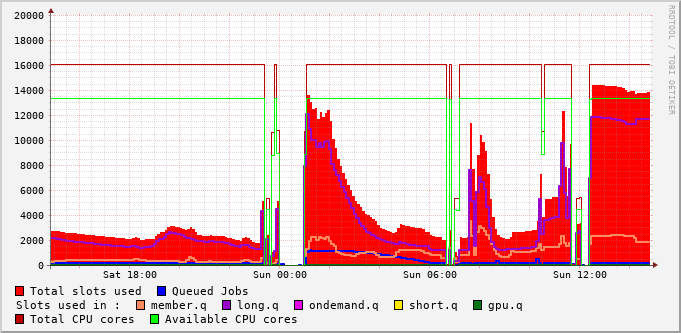 20000
18000
16000
14000
12000
10000
8000
6000
4000
2000
0
Sat 18:00 Sun 00:00 Sun 06:00 Sun 12:00
Total slots used Queued Jobs
Slots used in : member.q long.q ondemand.q short.q gpu.q
Total CPU cores Available CPU cores
RRDTOOL / TOBI OETIKER